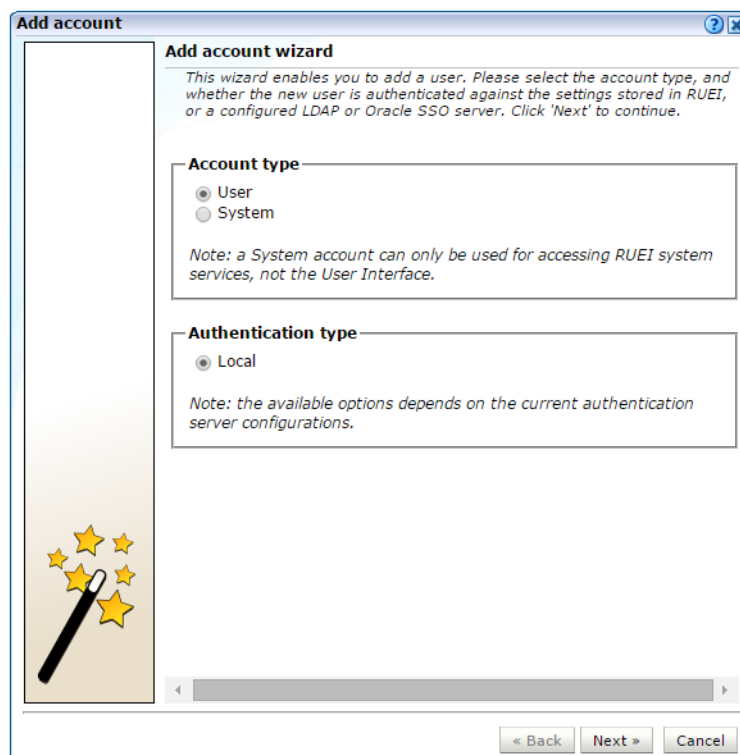 Add account
?
Add account wizard
This wizard enables you to add a user. Please select the account type, and
whether the new user is authenticated against the settings stored in RUEI,
or a configured LDAP or Oracle SSO server. Click 'Next' to continue.
Account type
User
System
Note: a System account can only be used for accessing RUEI system
services, not the User Interface.
Authentication type
Local
Note: the available options depends on the current authentication
server configurations.
« Back Next » Cancel